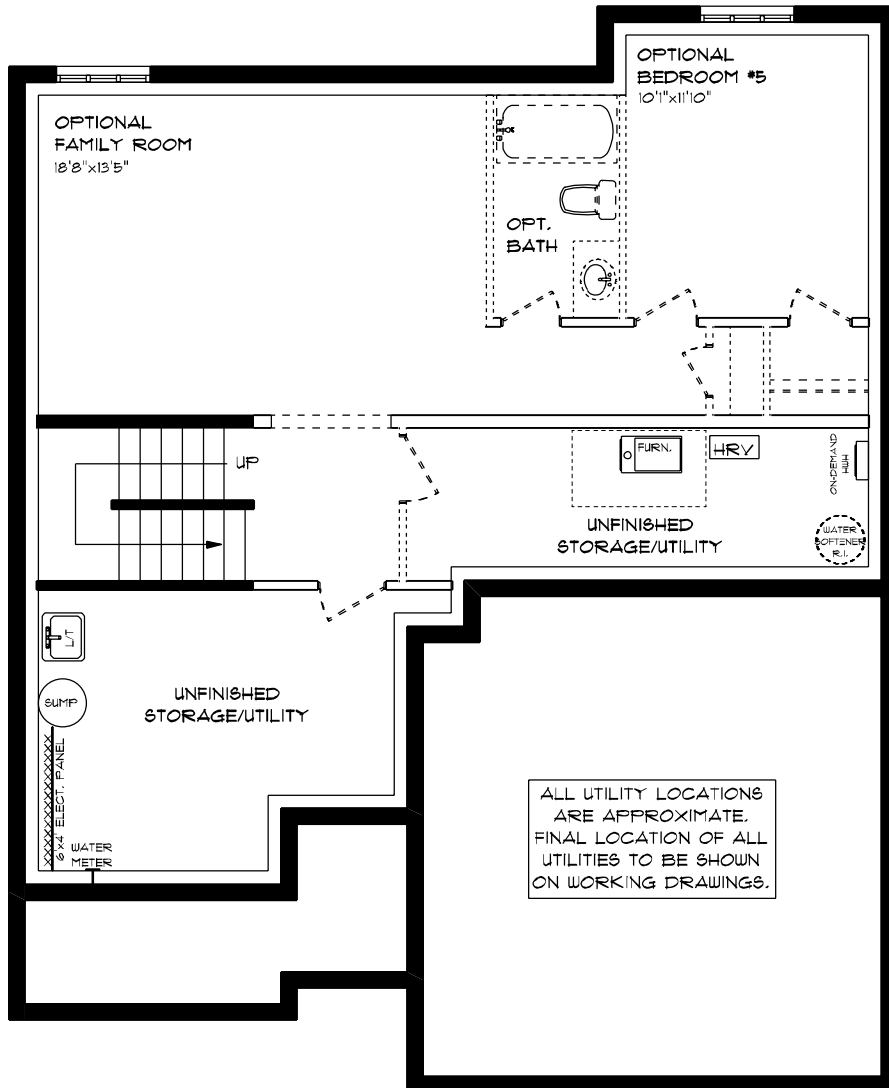 OPTIONAL
BEDROOM #5
10'1"x11'10"
OPTIONAL
FAMILY ROOM
18'8"x13'5"
OPT.
BATH
UP
FURN.
HRV
ON-DEMAND
HWH
UNFINISHED
STORAGE/UTILITY
WATER
SOFTENER
R.I.
L/T
SUMP
UNFINISHED
STORAGE/UTILITY
6'x4' ELECT. PANEL
WATER
METER
ALL UTILITY LOCATIONS
ARE APPROXIMATE.
FINAL LOCATION OF ALL
UTILITIES TO BE SHOWN
ON WORKING DRAWINGS.